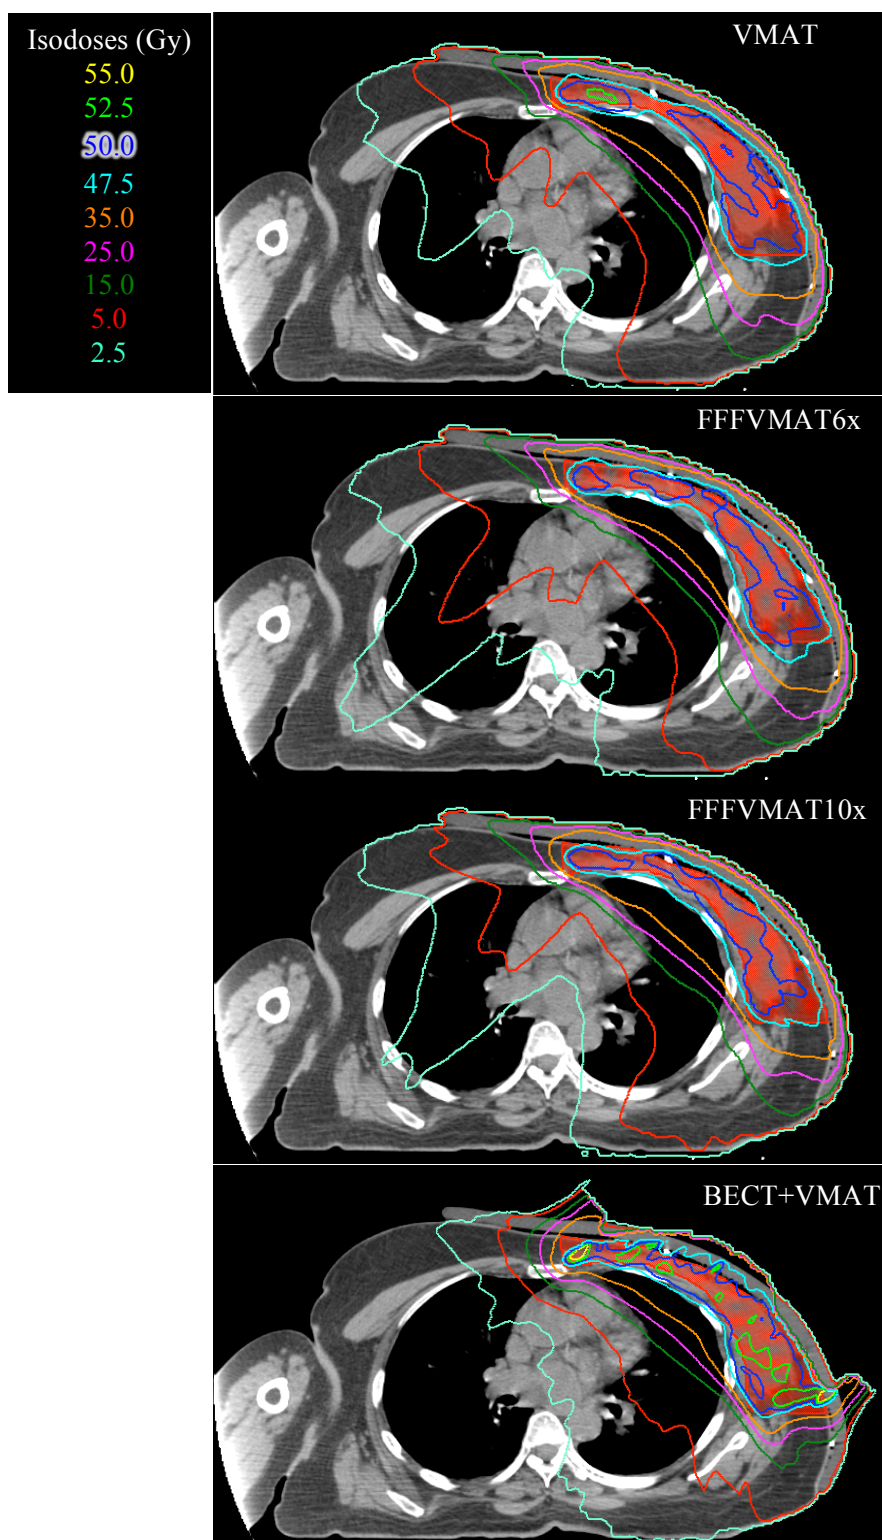 Isodoses (Gy)
55.0
52.5
50.0
47.5
35.0
25.0
15.0
5.0
2.5
VMAT
FFFVMAT6x
FFFVMAT10x
BECT+VMAT